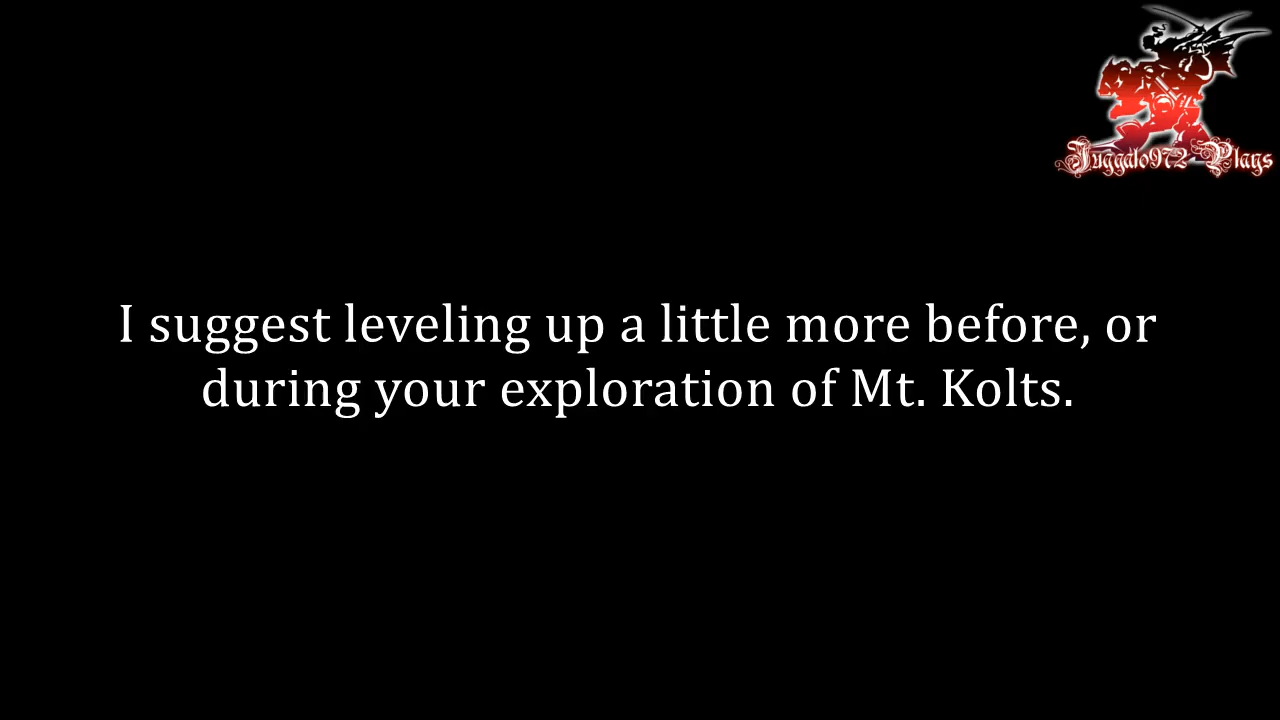 Juggalo972 Plays
I suggest leveling up a little more before, or
during your exploration of Mt. Kolts.